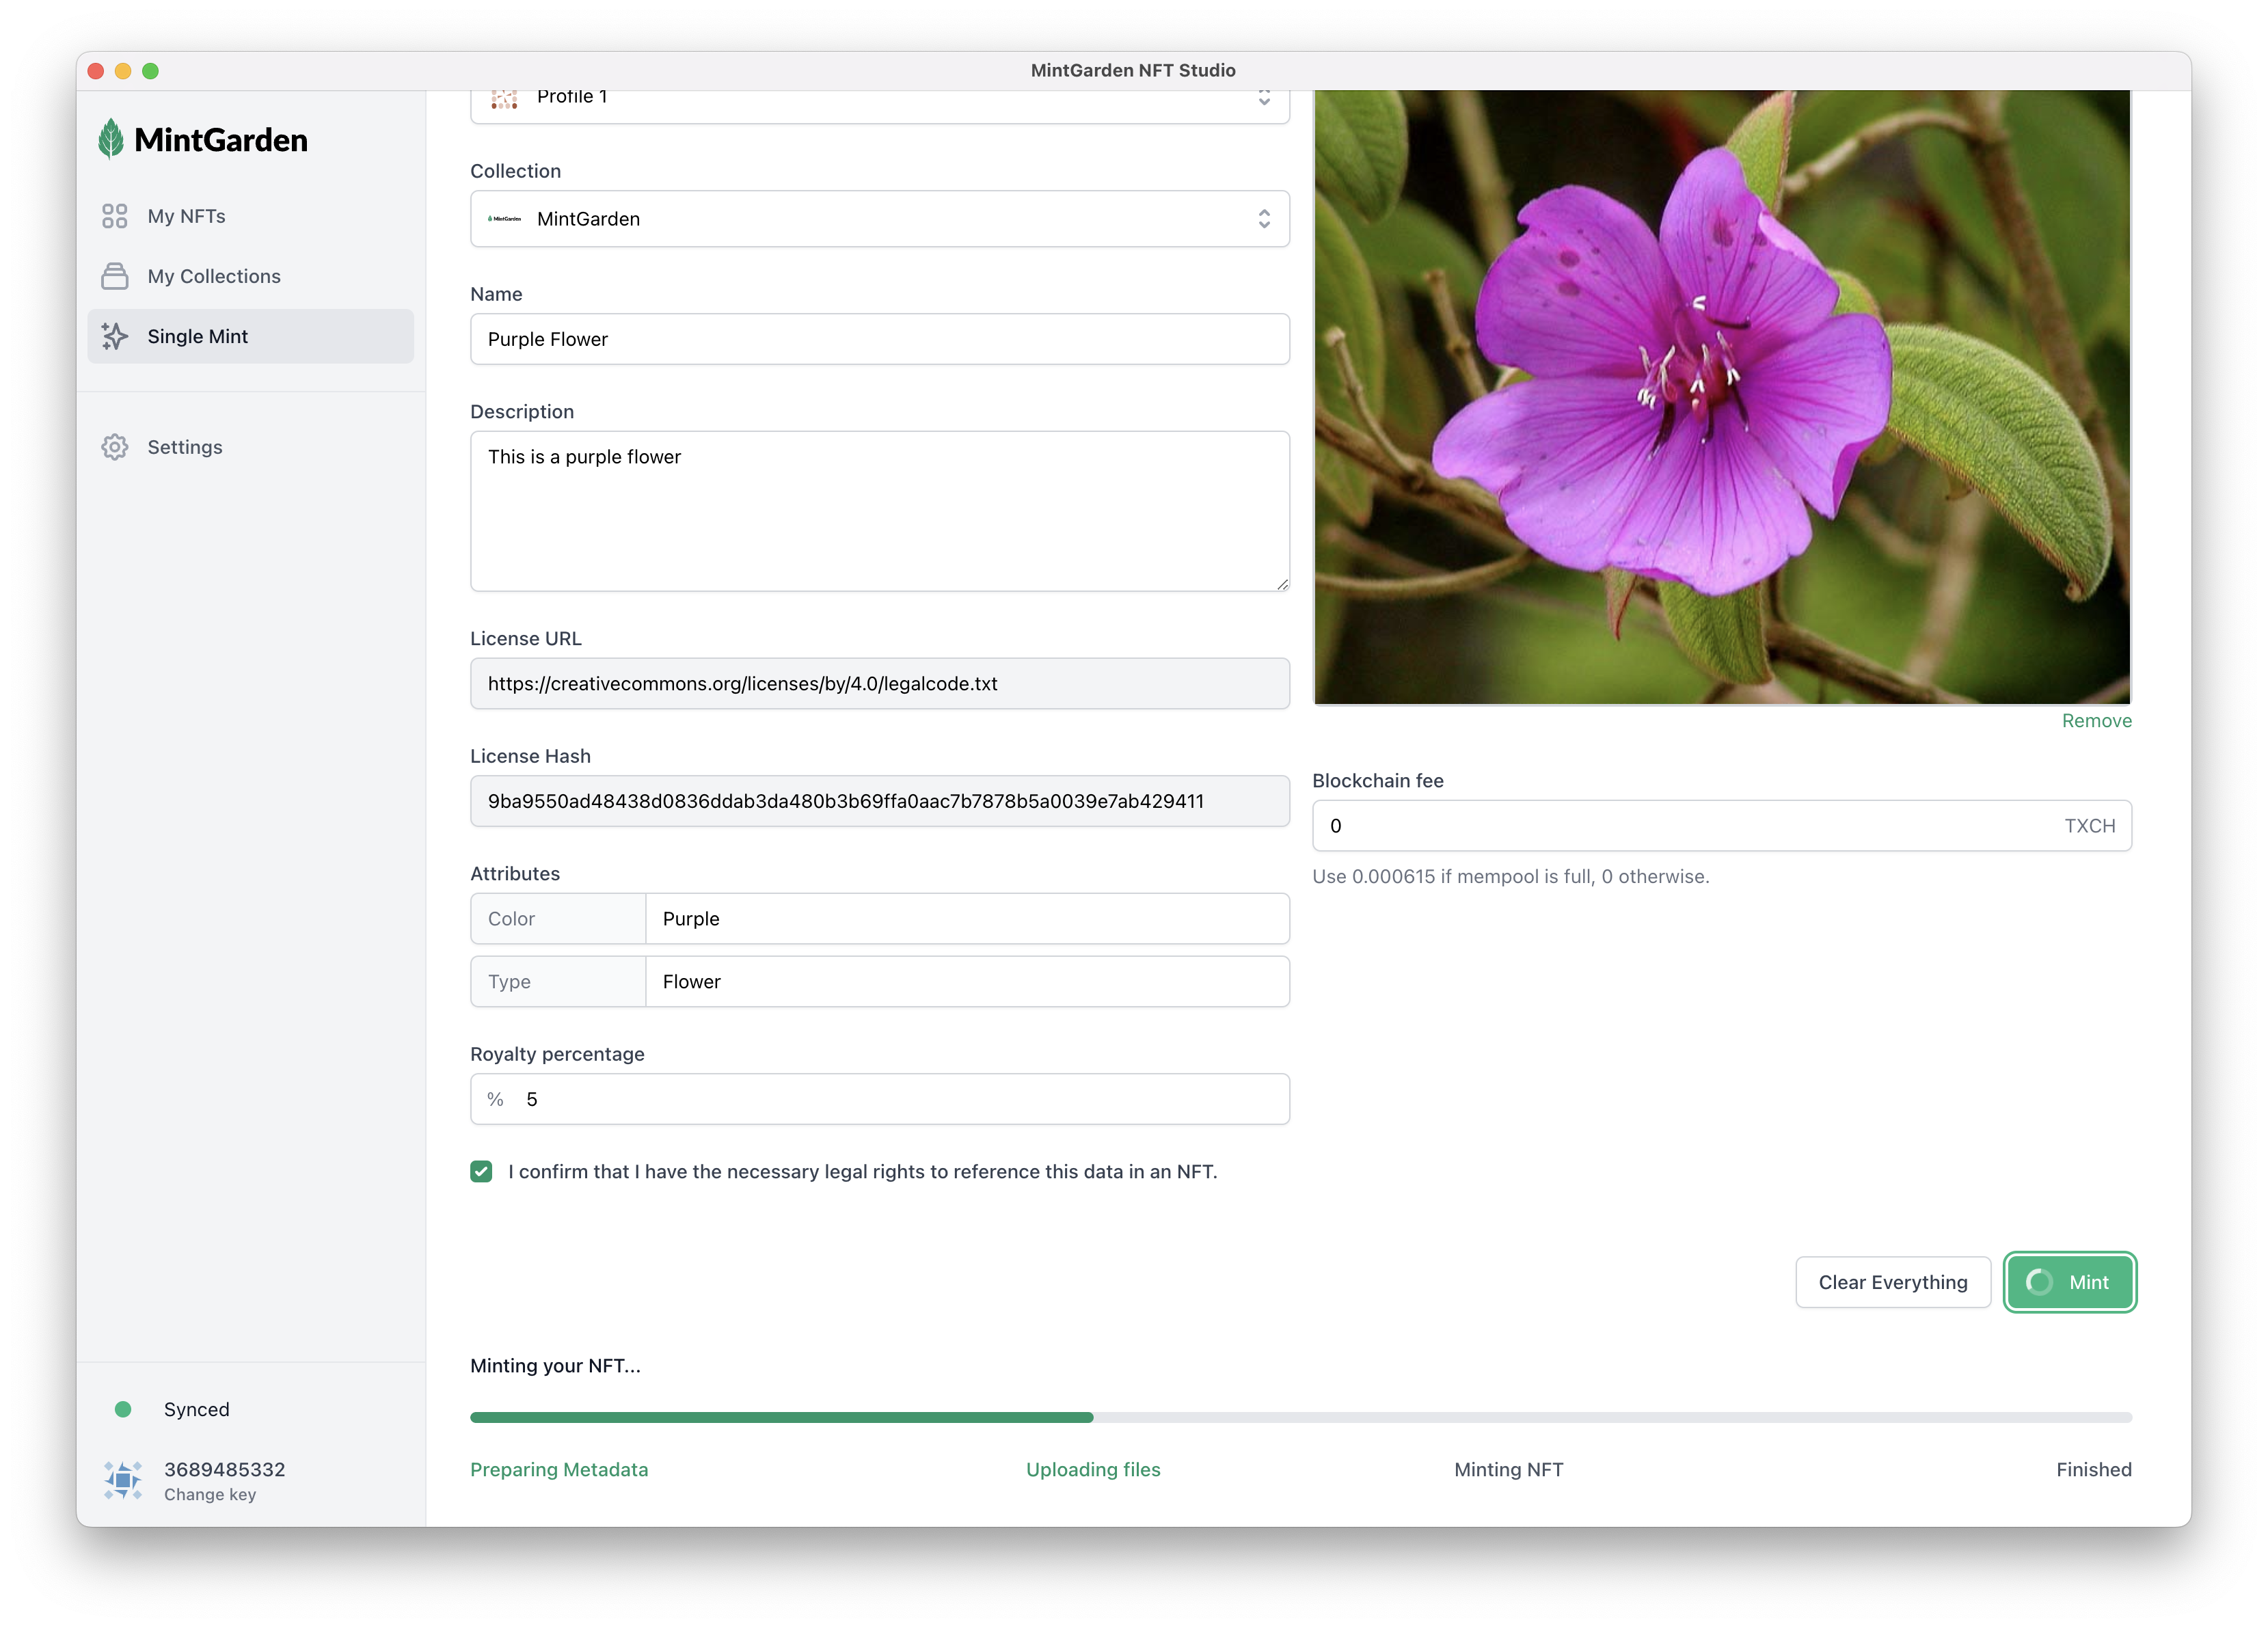 MintGarden NFT Studio
MintGarden
My NFTs
My Collections
Single Mint
Settings
Synced
3689485332
Change key
Profile 1
Collection
MintGarden
MintGarden
Name
Purple Flower
Description
This is a purple flower
License URL
https://creativecommons.org/licenses/by/4.0/legalcode.txt
License Hash
9ba9550ad48438d0836ddab3da480b3b69ffa0aac7b7878b5a0039e7ab429411
Attributes
Color
Purple
Type
Flower
Royalty percentage
% 5
I confirm that I have the necessary legal rights to reference this data in an NFT.
Remove
Blockchain fee
0 TXCH
Use 0.000615 if mempool is full, 0 otherwise.
Clear Everything
Mint
Minting your NFT...
Preparing Metadata
Uploading files
Minting NFT
Finished